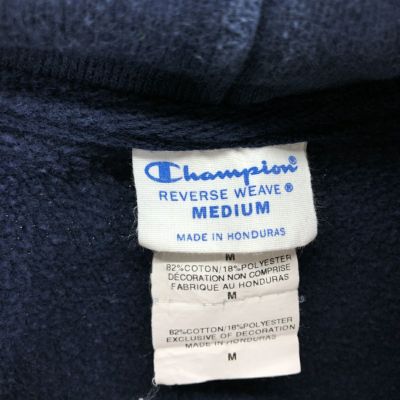 Champion®
REVERSE WEAVE®
MEDIUM
MADE IN HONDURAS
M
82%COTTON/18%POLYESTER
DÉCORATION NON COMPRISE
FABRIQUÉ AU HONDURAS
M
82%COTTON/18%POLYESTER
EXCLUSIVE OF DECORATION
MADE IN HONDURAS
M